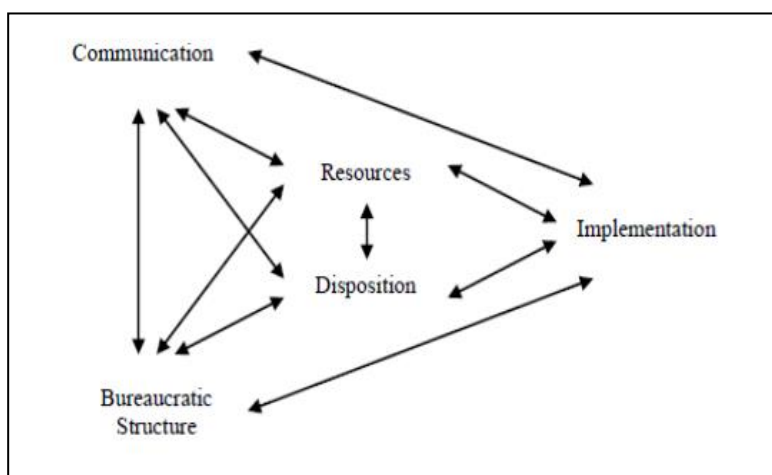 Communication
Resources
Implementation
Disposition
Bureaucratic
Structure